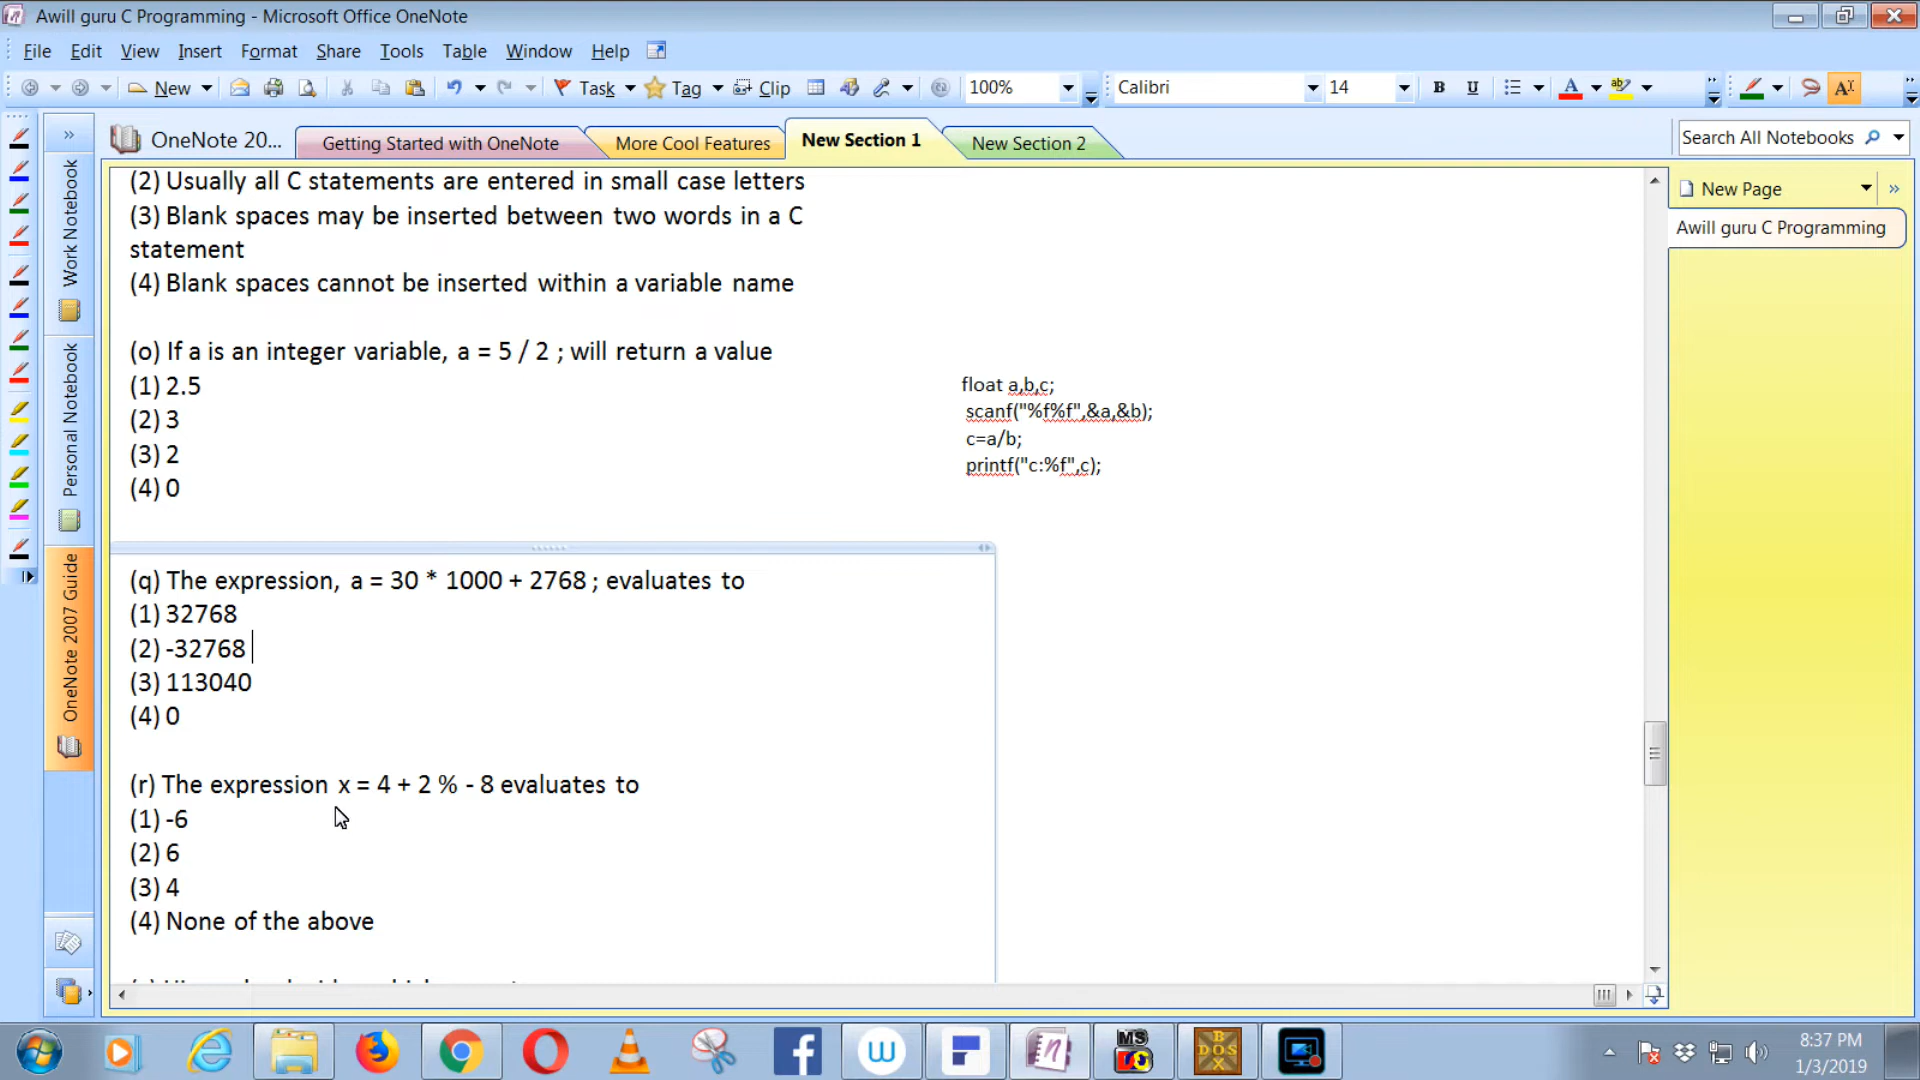 Awill guru C Programming - Microsoft Office OneNote
File Edit View Insert Format Share Tools Table Window Help
New Task Tag Clip 100% Calibri 14 B U A ab A
OneNote 20... Getting Started with OneNote More Cool Features New Section 1 New Section 2 Search All Notebooks
New Page
Awill guru C Programming
Work Notebook
Personal Notebook
OneNote 2007 Guide
(2) Usually all C statements are entered in small case letters
(3) Blank spaces may be inserted between two words in a C
statement
(4) Blank spaces cannot be inserted within a variable name
(o) If a is an integer variable, a = 5 / 2 ; will return a value
(1) 2.5
(2) 3
(3) 2
(4) 0
float a,b,c;
scanf("%f%f",&a,&b);
c=a/b;
printf("c:%f",c);
(q) The expression, a = 30 * 1000 + 2768 ; evaluates to
(1) 32768
(2) -32768
(3) 113040
(4) 0
(r) The expression x = 4 + 2 % - 8 evaluates to
(1) -6
(2) 6
(3) 4
(4) None of the above
W
MS
BOX
DOS
8:37 PM
1/3/2019